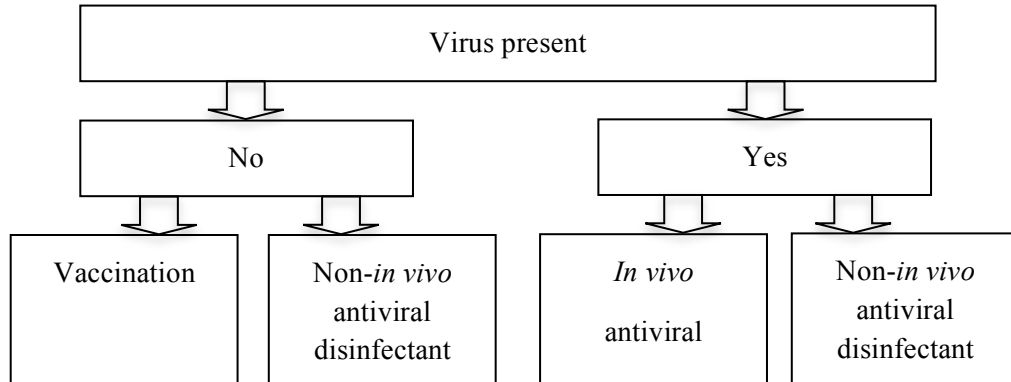 Virus present
No
Yes
Vaccination
Non-in vivo
antiviral
disinfectant
In vivo
antiviral
Non-in vivo
antiviral
disinfectant